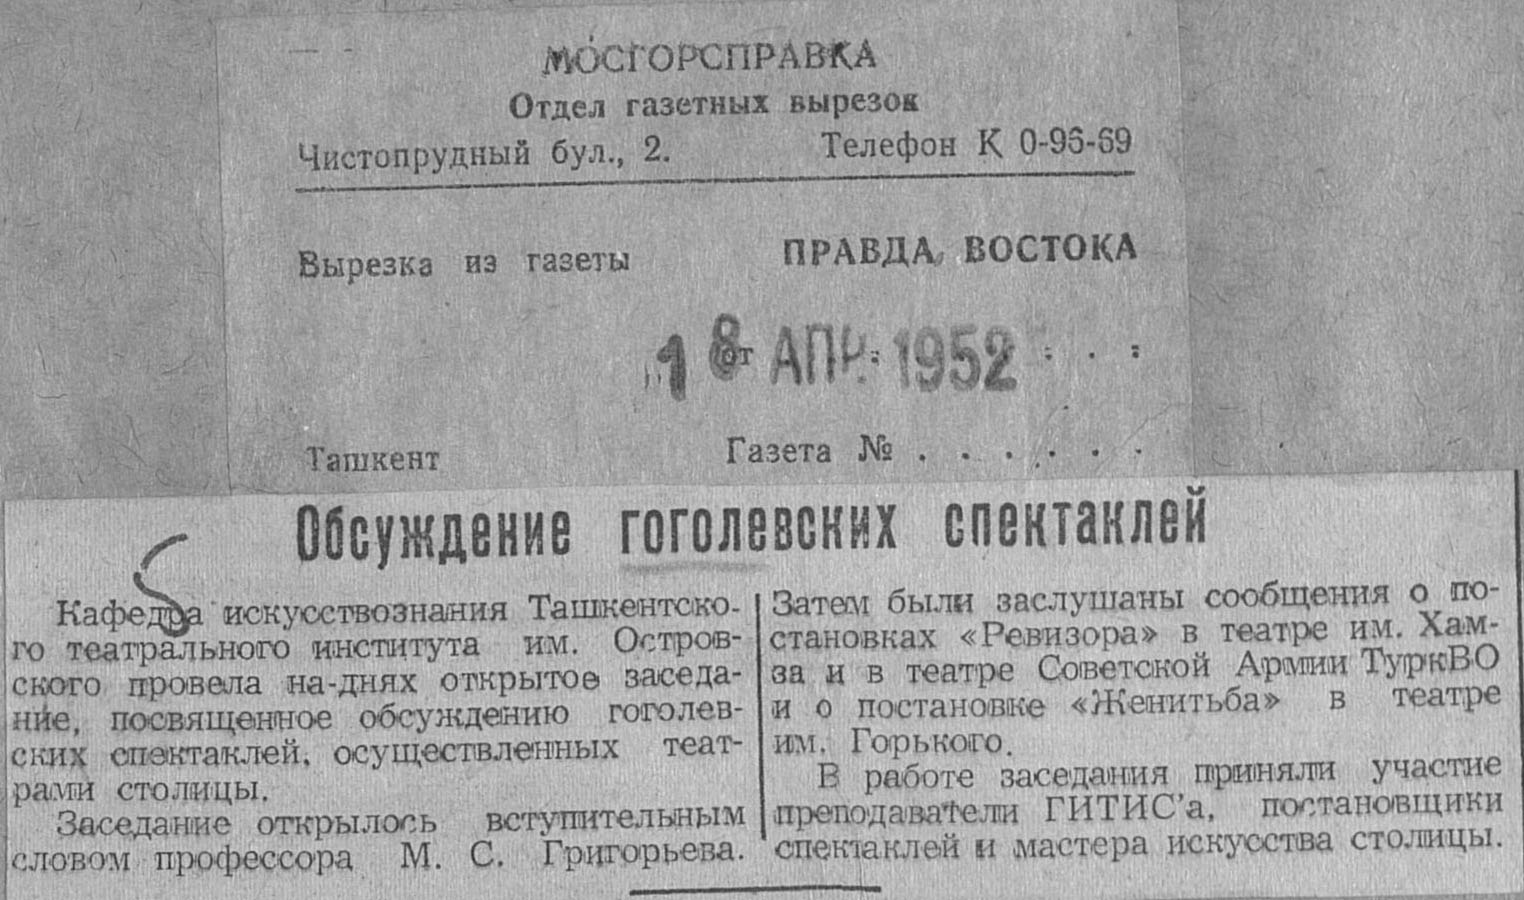 МОСГОРСПРАВКА
Отдел газетных вырезок
Чистопрудный бул., 2. Телефон К 0-96-69
Вырезка из газеты ПРАВДА ВОСТОКА
18 от АПР. 1952 . . .
Ташкент Газета № . . . . . .
Обсуждение гоголевских спектаклей
Кафедра искусствознания Ташкентско-
го театрального института им. Остров-
ского провела на-днях открытое заседа-
ние, посвященное обсуждению гоголев-
ских спектаклей, осуществленных теат-
рами столицы.
Заседание открылось вступительным
словом профессора М. С. Григорьева.
Затем были заслушаны сообщения о по-
становках «Ревизора» в театре им. Хам-
за и в театре Советской Армии ТуркВО
и о постановке «Женитьба» в театре
им. Горького.
В работе заседания приняли участие
преподаватели ГИТИС'а, постановщики
спектаклей и мастера искусства столицы.